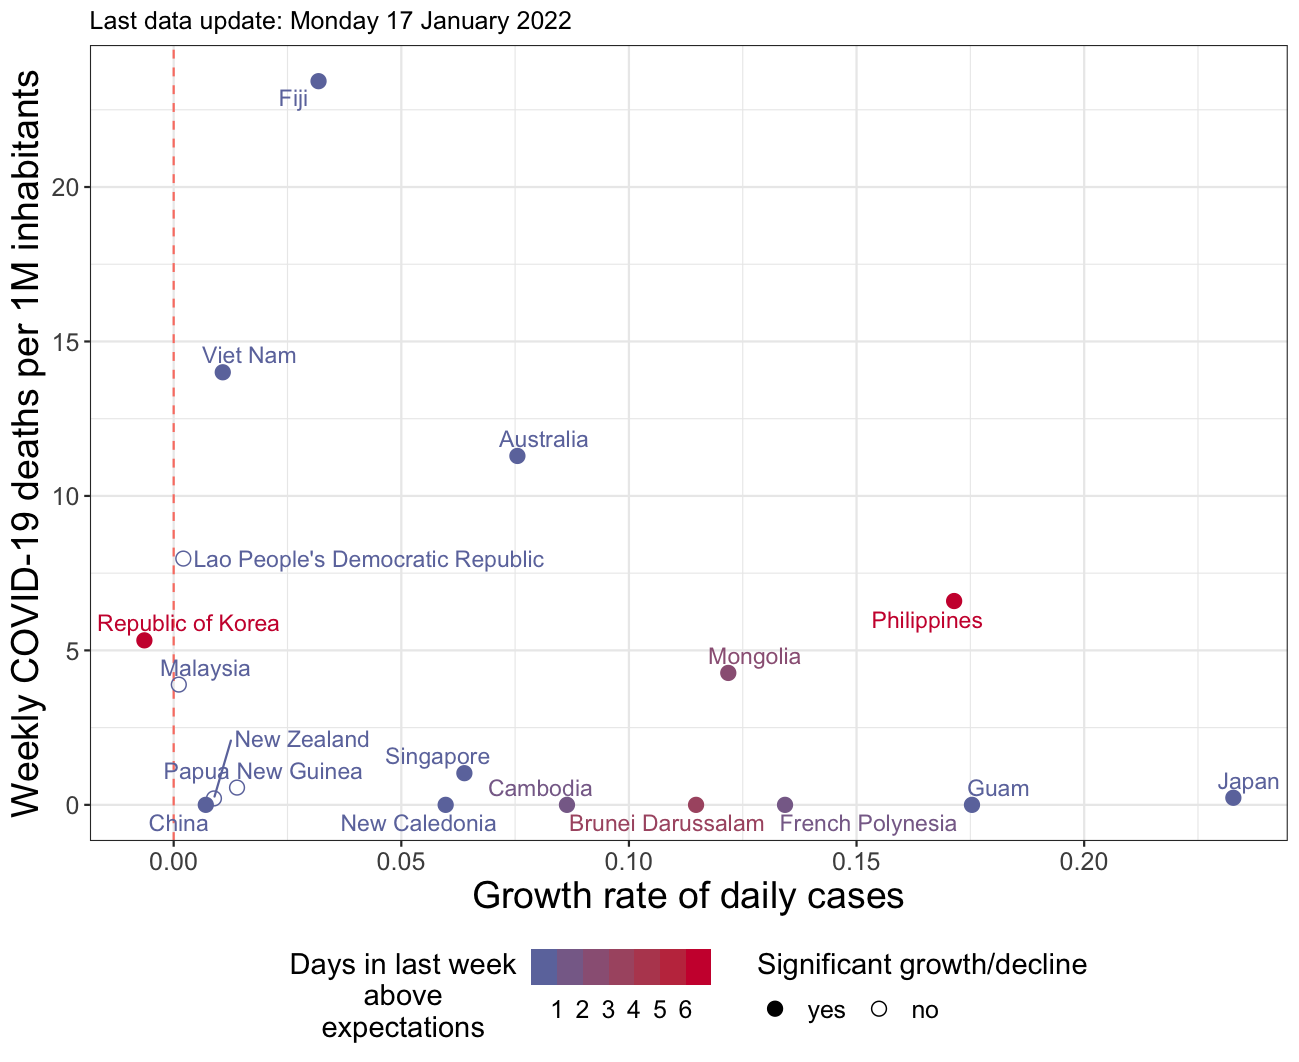 Last data update: Monday 17 January 2022
Weekly COVID-19 deaths per 1M inhabitants
20
15
10
5
0
Fiji
Viet Nam
Australia
Lao People's Democratic Republic
Republic of Korea
Philippines
Malaysia
Mongolia
New Zealand
Papua New Guinea
Singapore
Cambodia
Guam
Japan
China
New Caledonia
Brunei Darussalam
French Polynesia
0.00 0.05 0.10 0.15 0.20
Growth rate of daily cases
Days in last week
above
expectations
1 2 3 4 5 6
Significant growth/decline
yes no